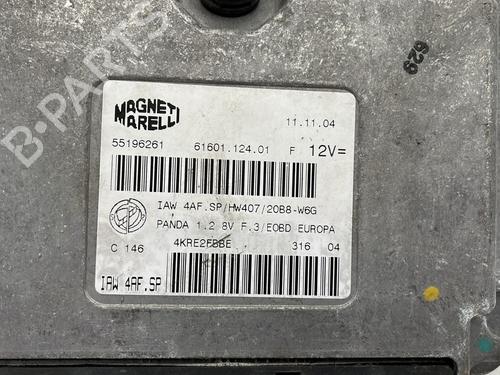 629
MAGNETI
MARELLI
11.11.04
55196261
61601.124.01
F 12V=
IAW 4AF.SP/HW407/20B8-W6G
PANDA 1.2 8V F.3/EOBD EUROPA
C 146
4KRE2FBBE
316 04
IAW 4AF.SP
B-PARTS